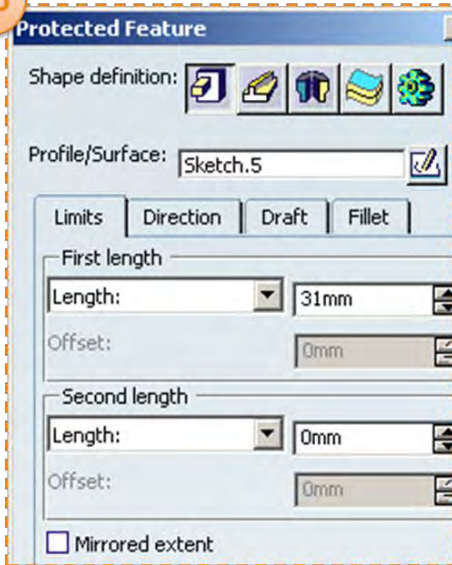 Protected Feature
Shape definition:
Profile/Surface: Sketch.5
Limits Direction Draft Fillet
First length
Length: 31mm
Offset: 0mm
Second length
Length: 0mm
Offset: 0mm
Mirrored extent